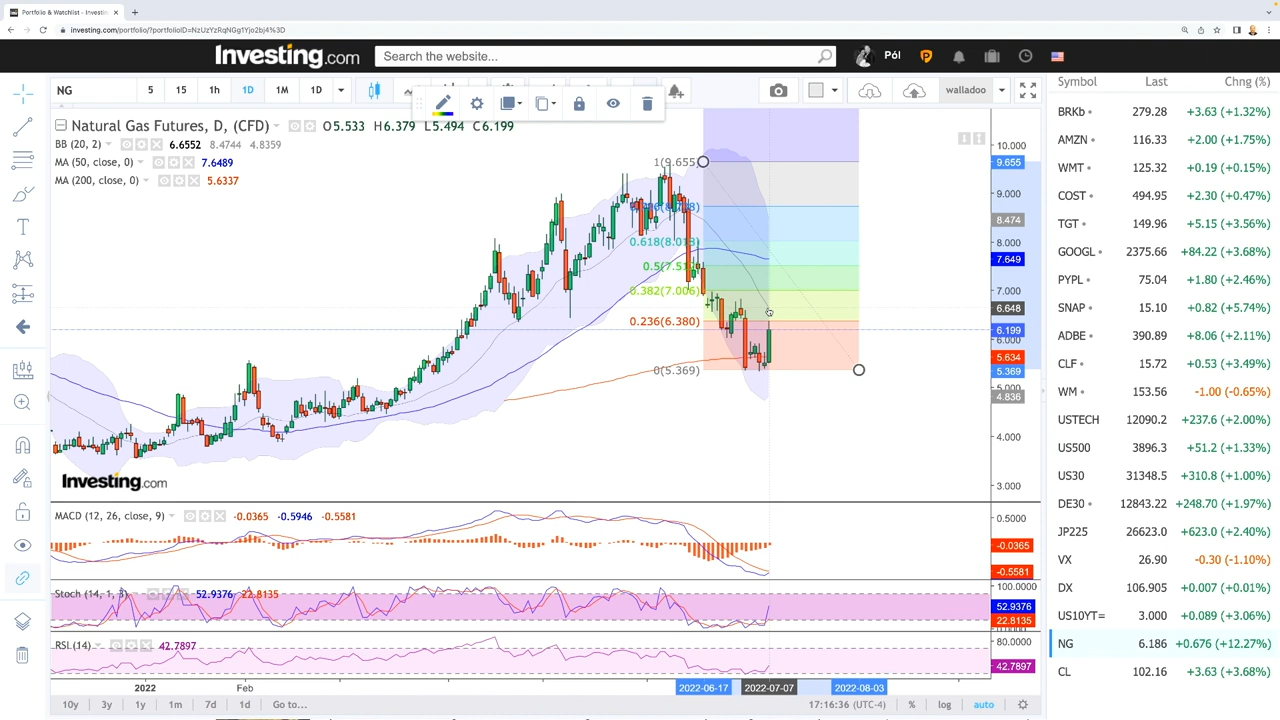 Portfolio & Watchlist - Investi
investing.com/portfolio/?portfolioID=NzUzYzRqNGg1Yjo2bj4%3D
Investing.com
Search the website...
Pól
NG
5
15
1h
1D
1M
1D
walladoo
Natural Gas Futures, D, (CFD)
O5.533 H6.379 L5.494 C6.199
BB (20, 2)
6.6552 8.4744 4.8359
MA (50, close, 0)
7.6489
MA (200, close, 0)
5.6337
1(9.655)
0.618(8.018)
0.382(7.006)
0.236(6.380)
0(5.369)
10.000
9.655
9.000
8.474
8.000
7.649
7.000
6.648
6.199
6.000
5.634
5.369
4.836
4.000
3.000
Investing.com
MACD (12, 26, close, 9)
-0.0365 -0.5946 -0.5581
0.5000
-0.0365
-0.5581
Stoch (14, 1, 3)
52.9376 22.8135
100.0000
52.9376
22.8135
RSI (14)
42.7897
80.0000
42.7897
2022
Feb
2022-06-17
2022-07-07
2022-08-03
10y
3y
1y
1m
7d
1d
Go to...
17:16:36 (UTC-4)
%
log
auto
Symbol Last Chng (%)
BRKb 279.28 +3.63 (+1.32%)
AMZN 116.33 +2.00 (+1.75%)
WMT 125.32 +0.19 (+0.15%)
COST 494.95 +2.30 (+0.47%)
TGT 149.96 +5.15 (+3.56%)
GOOGL 2375.66 +84.22 (+3.68%)
PYPL 75.04 +1.80 (+2.46%)
SNAP 15.10 +0.82 (+5.74%)
ADBE 390.89 +8.06 (+2.11%)
CLF 15.72 +0.53 (+3.49%)
WM 153.56 -1.00 (-0.65%)
USTECH 12090.2 +237.6 (+2.00%)
US500 3896.3 +51.2 (+1.33%)
US30 31348.5 +310.8 (+1.00%)
DE30 12843.22 +248.70 (+1.97%)
JP225 26623.0 +623.0 (+2.40%)
VX 26.90 -0.30 (-1.10%)
DX 106.905 +0.007 (+0.01%)
US10YT= 3.000 +0.089 (+3.06%)
NG 6.186 +0.676 (+12.27%)
CL 102.16 +3.63 (+3.68%)